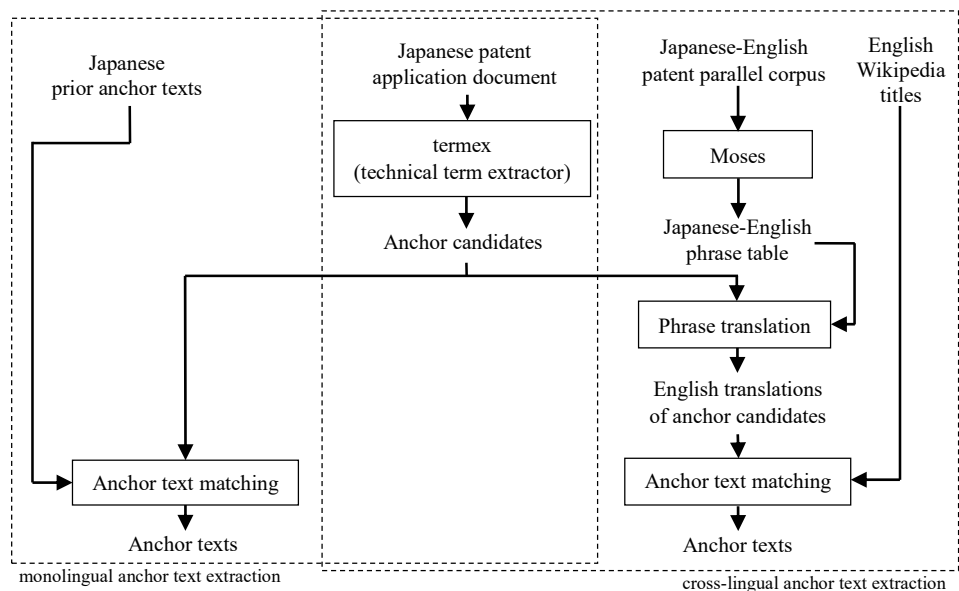 Japanese
prior anchor texts
Japanese patent
application document
termex
(technical term extractor)
Anchor candidates
Japanese-English
patent parallel corpus
Moses
Japanese-English
phrase table
English
Wikipedia
titles
Phrase translation
English translations
of anchor candidates
Anchor text matching
Anchor texts
Anchor text matching
Anchor texts
monolingual anchor text extraction
cross-lingual anchor text extraction